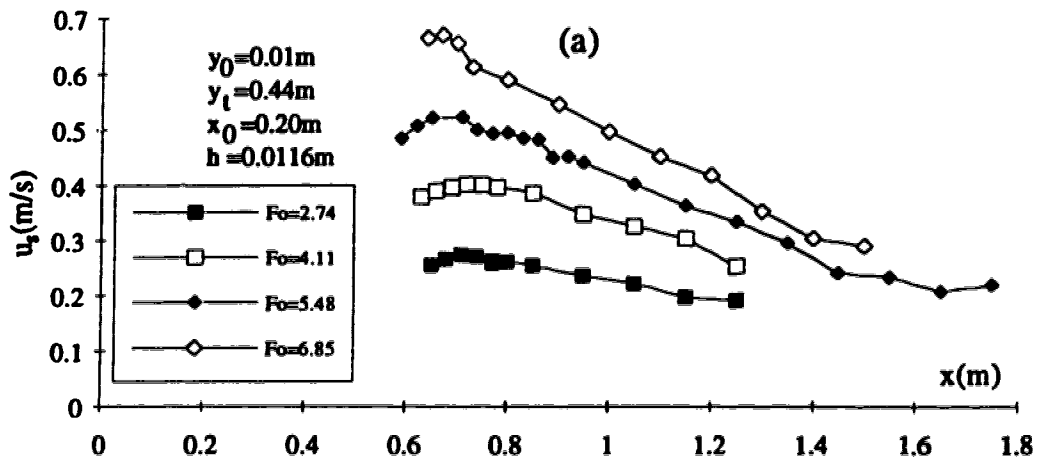 (a)
y0=0.01m
yt=0.44m
x0=0.20m
h=0.0116m
us(m/s)
0.7
0.6
0.5
0.4
0.3
0.2
0.1
0
Fo=2.74
Fo=4.11
Fo=5.48
Fo=6.85
x(m)
0 0.2 0.4 0.6 0.8 1 1.2 1.4 1.6 1.8